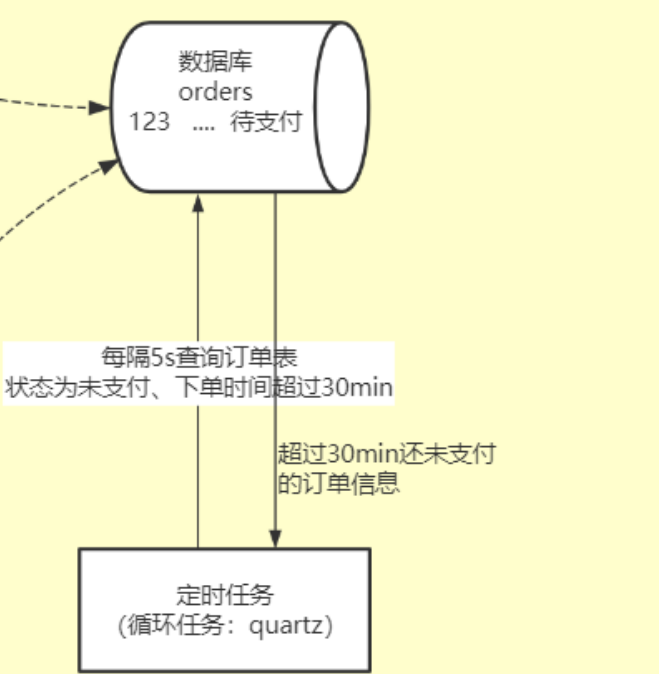 数据库
orders
123 .... 待支付
每隔5s查询订单表
状态为未支付、下单时间超过30min
超过30min还未支付
的订单信息
定时任务
(循环任务：quartz)